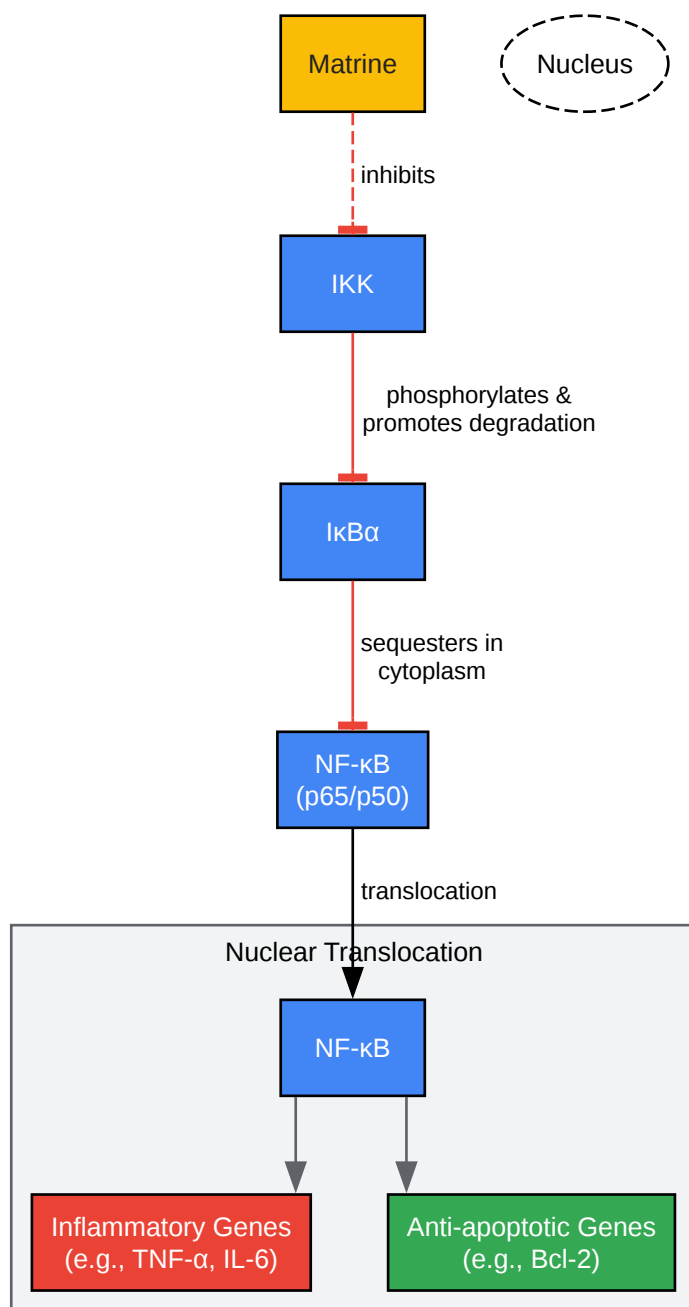 Matrine
Nucleus
inhibits
IKK
phosphorylates &
promotes degradation
IκBα
sequesters in
cytoplasm
NF-κB
(p65/p50)
translocation
Nuclear Translocation
NF-κB
Inflammatory Genes
(e.g., TNF-α, IL-6)
Anti-apoptotic Genes
(e.g., Bcl-2)